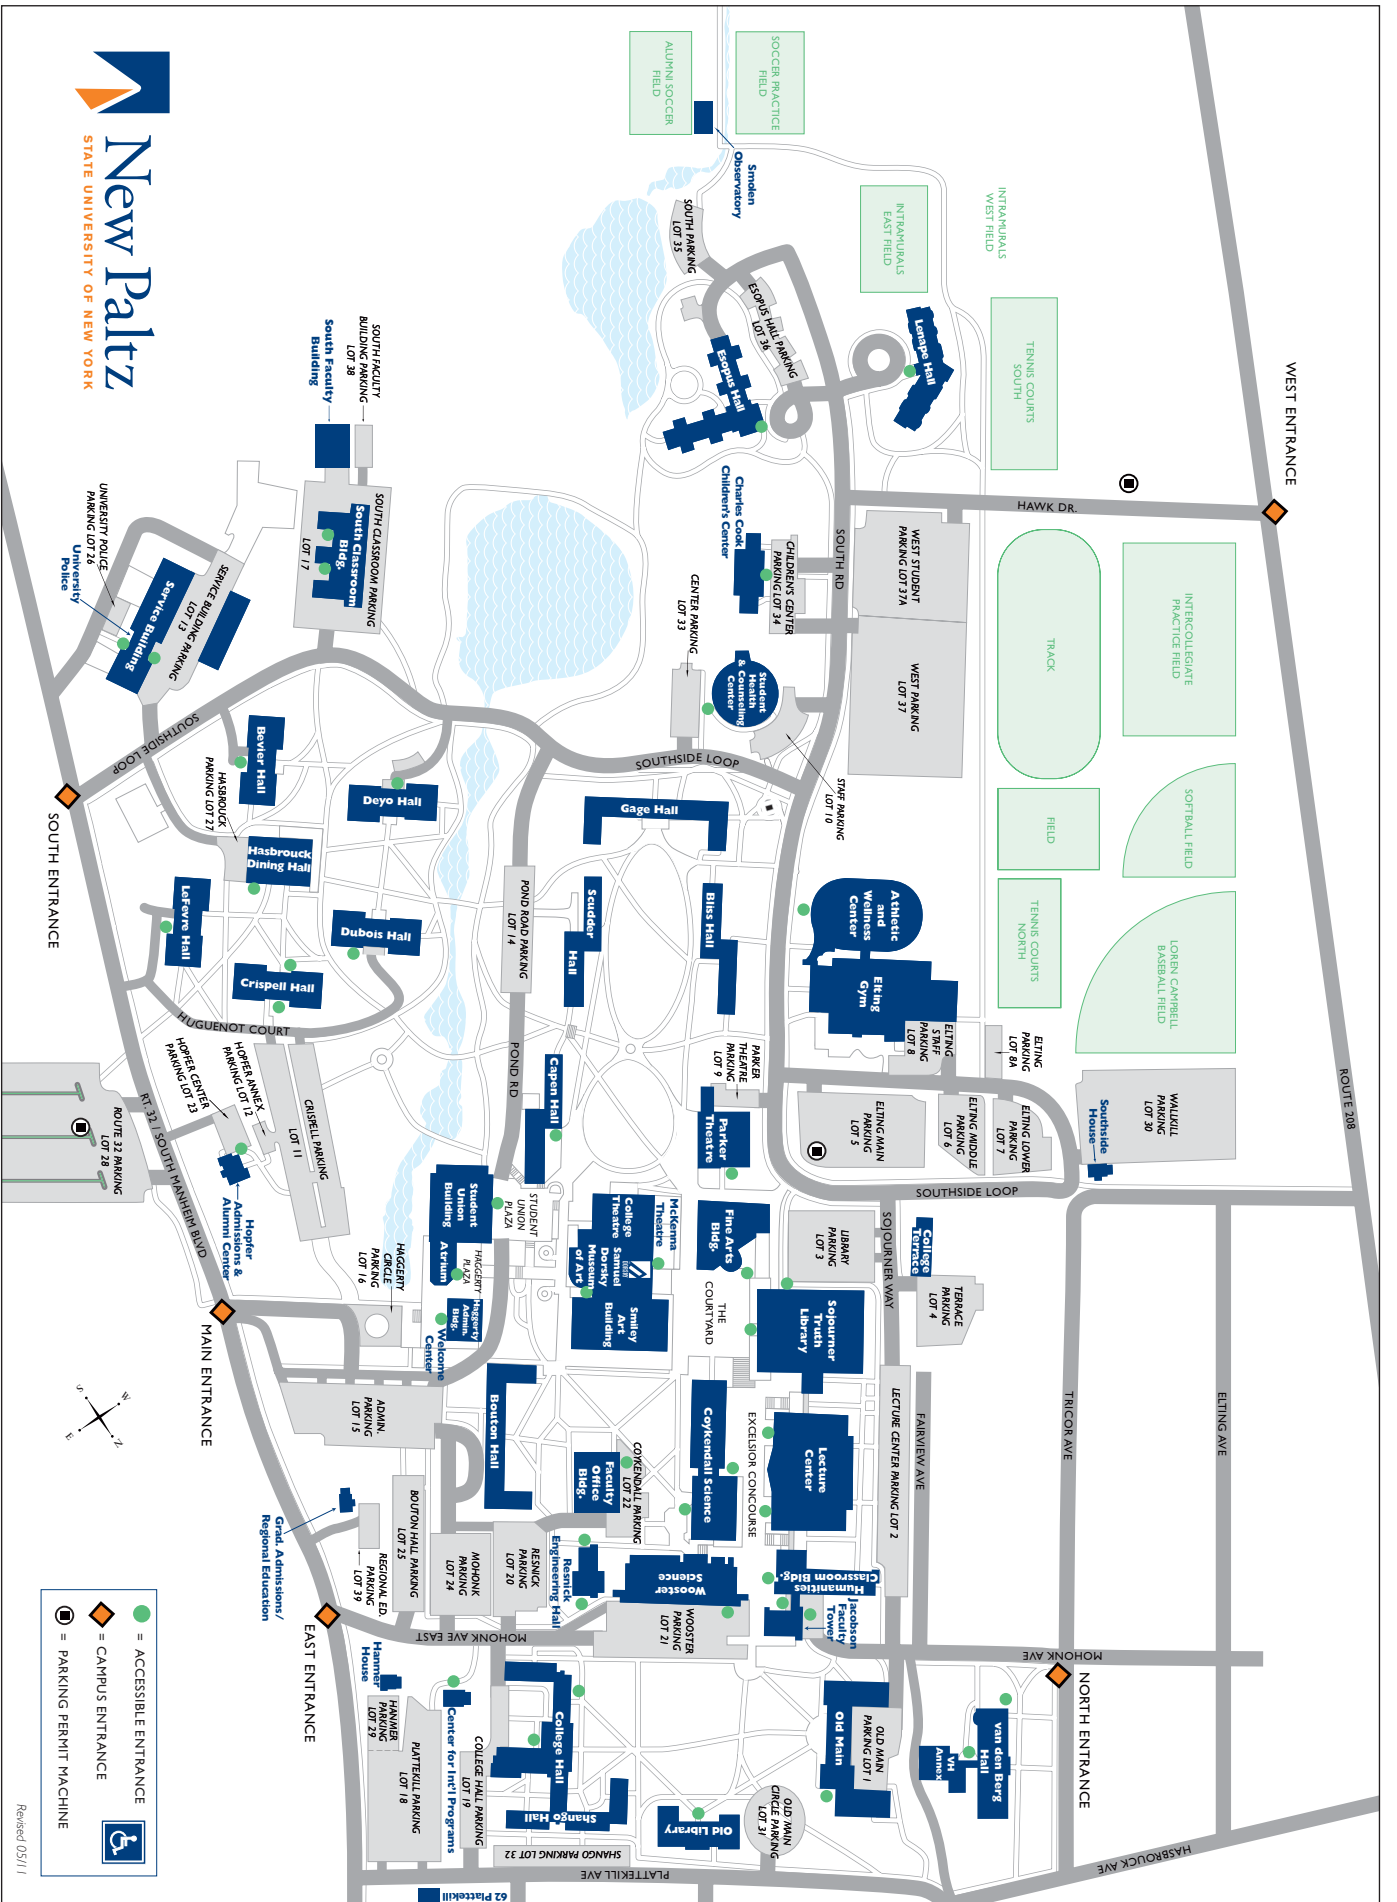 New Paltz
STATE UNIVERSITY OF NEW YORK
ALUMNI SOCCER
FIELD
SOCCER PRACTICE
FIELD
Smolen
Observatory
INTRAMURALS
WEST FIELD
INTRAMURALS
EAST FIELD
TENNIS COURTS
SOUTH
WEST ENTRANCE
SOUTH PARKING
LOT 35
ESOPUS HALL PARKING
LOT 36
Esopus Hall
Lenape Hall
HAWK DR.
SOUTH RD
SOUTH FACULTY
BUILDING PARKING
LOT 38
South Faculty
Building
SOUTH CLASSROOM PARKING
LOT 17
South Classroom
Bldg.
UNIVERSITY POLICE
PARKING LOT 26
University
Police
Service Building
SERVICE BUILDING PARKING
LOT 13
Charles Cook
Children's Center
CHILDREN'S CENTER
PARKING LOT 34
CENTER PARKING
LOT 33
Student
Health
& Counseling
Center
WEST STUDENT
PARKING LOT 37A
WEST PARKING
LOT 37
TRACK
INTERCOLLEGIATE
PRACTICE FIELD
SOFTBALL FIELD
FIELD
TENNIS COURTS
NORTH
LOREN CAMPBELL
BASEBALL FIELD
ROUTE 208
STAFF PARKING
LOT 10
SOUTHSIDE LOOP
SOUTHSIDE LOOP
SOUTH ENTRANCE
Bevier Hall
HASBROUCK
PARKING LOT 27
Deyo Hall
Hasbrouck
Dining Hall
LeFevre Hall
Dubois Hall
Crispell Hall
HUGUENOT COURT
POND ROAD PARKING
LOT 14
POND RD
Gage Hall
Scudder
Hall
Bliss Hall
Athletic
and
Wellness
Center
Elting
Gym
ELTING
STAFF
PARKING
LOT 8
ELTING
PARKING
LOT 8A
WALLKILL
PARKING
LOT 30
Southside
House
ELTING LOWER
PARKING
LOT 7
ELTING MIDDLE
PARKING
LOT 6
ELTING MAIN
PARKING
LOT 5
PARKER
THEATRE
PARKING
LOT 9
Parker
Theatre
Capen Hall
HOPFER CENTER
PARKING LOT 23
HOPFER ANNEX
PARKING LOT 12
CRISPELL PARKING
LOT 11
ROUTE 32 PARKING
LOT 28
RT. 32 / SOUTH MANHEIM BLVD
Hopfer
Admissions &
Alumni Center
HAGGERTY
CIRCLE
PARKING
LOT 16
Student
Union
Building
STUDENT
UNION
PLAZA
Atrium
HAGGERTY
PLAZA
Haggerty
Admin.
Bldg.
Welcome
Center
McKenna
Theatre
College
Theatre
Samuel
Dorsky
Museum
of Art
Smiley
Art
Building
Fine Arts
Bldg.
THE
COURTYARD
LIBRARY
PARKING
LOT 3
SOJOURNER WAY
SOUTHSIDE LOOP
College
Terrace
TERRACE
PARKING
LOT 4
Sojourner
Truth
Library
MAIN ENTRANCE
ADMIN.
PARKING
LOT 15
Bouton Hall
COYKENDALL PARKING
LOT 22
Faculty
Office
Bldg.
Coykendall Science
EXCELSIOR CONCOURSE
Lecture
Center
LECTURE CENTER PARKING LOT 2
FAIRVIEW AVE
TRICOR AVE
ELTING AVE
Grad. Admissions/
Regional Education
REGIONAL ED.
PARKING
LOT 39
BOUTON HALL PARKING
LOT 25
MOHONK
PARKING
LOT 24
RESNICK
PARKING
LOT 20
Resnick
Engineering Hall
Wooster
Science
WOOSTER
PARKING
LOT 21
Humanities
Classroom Bldg.
Jacobson
Faculty
Tower
MOHONK AVE EAST
MOHONK AVE
EAST ENTRANCE
NORTH ENTRANCE
Hanmer
House
HANMER
PARKING
LOT 29
PLATTEKILL PARKING
LOT 18
Center for Int'l Programs
COLLEGE HALL PARKING
LOT 19
College Hall
Shango Hall
SHANGO PARKING LOT 32
Old Library
OLD MAIN
CIRCLE PARKING
LOT 31
Old Main
OLD MAIN
PARKING LOT 1
van den Berg
Hall
VH
Annex
PLATTEKILL AVE
HASBROUCK AVE
62 Plattekill
S
W
E
N
= ACCESSIBLE ENTRANCE
= CAMPUS ENTRANCE
= PARKING PERMIT MACHINE
Revised 05/11